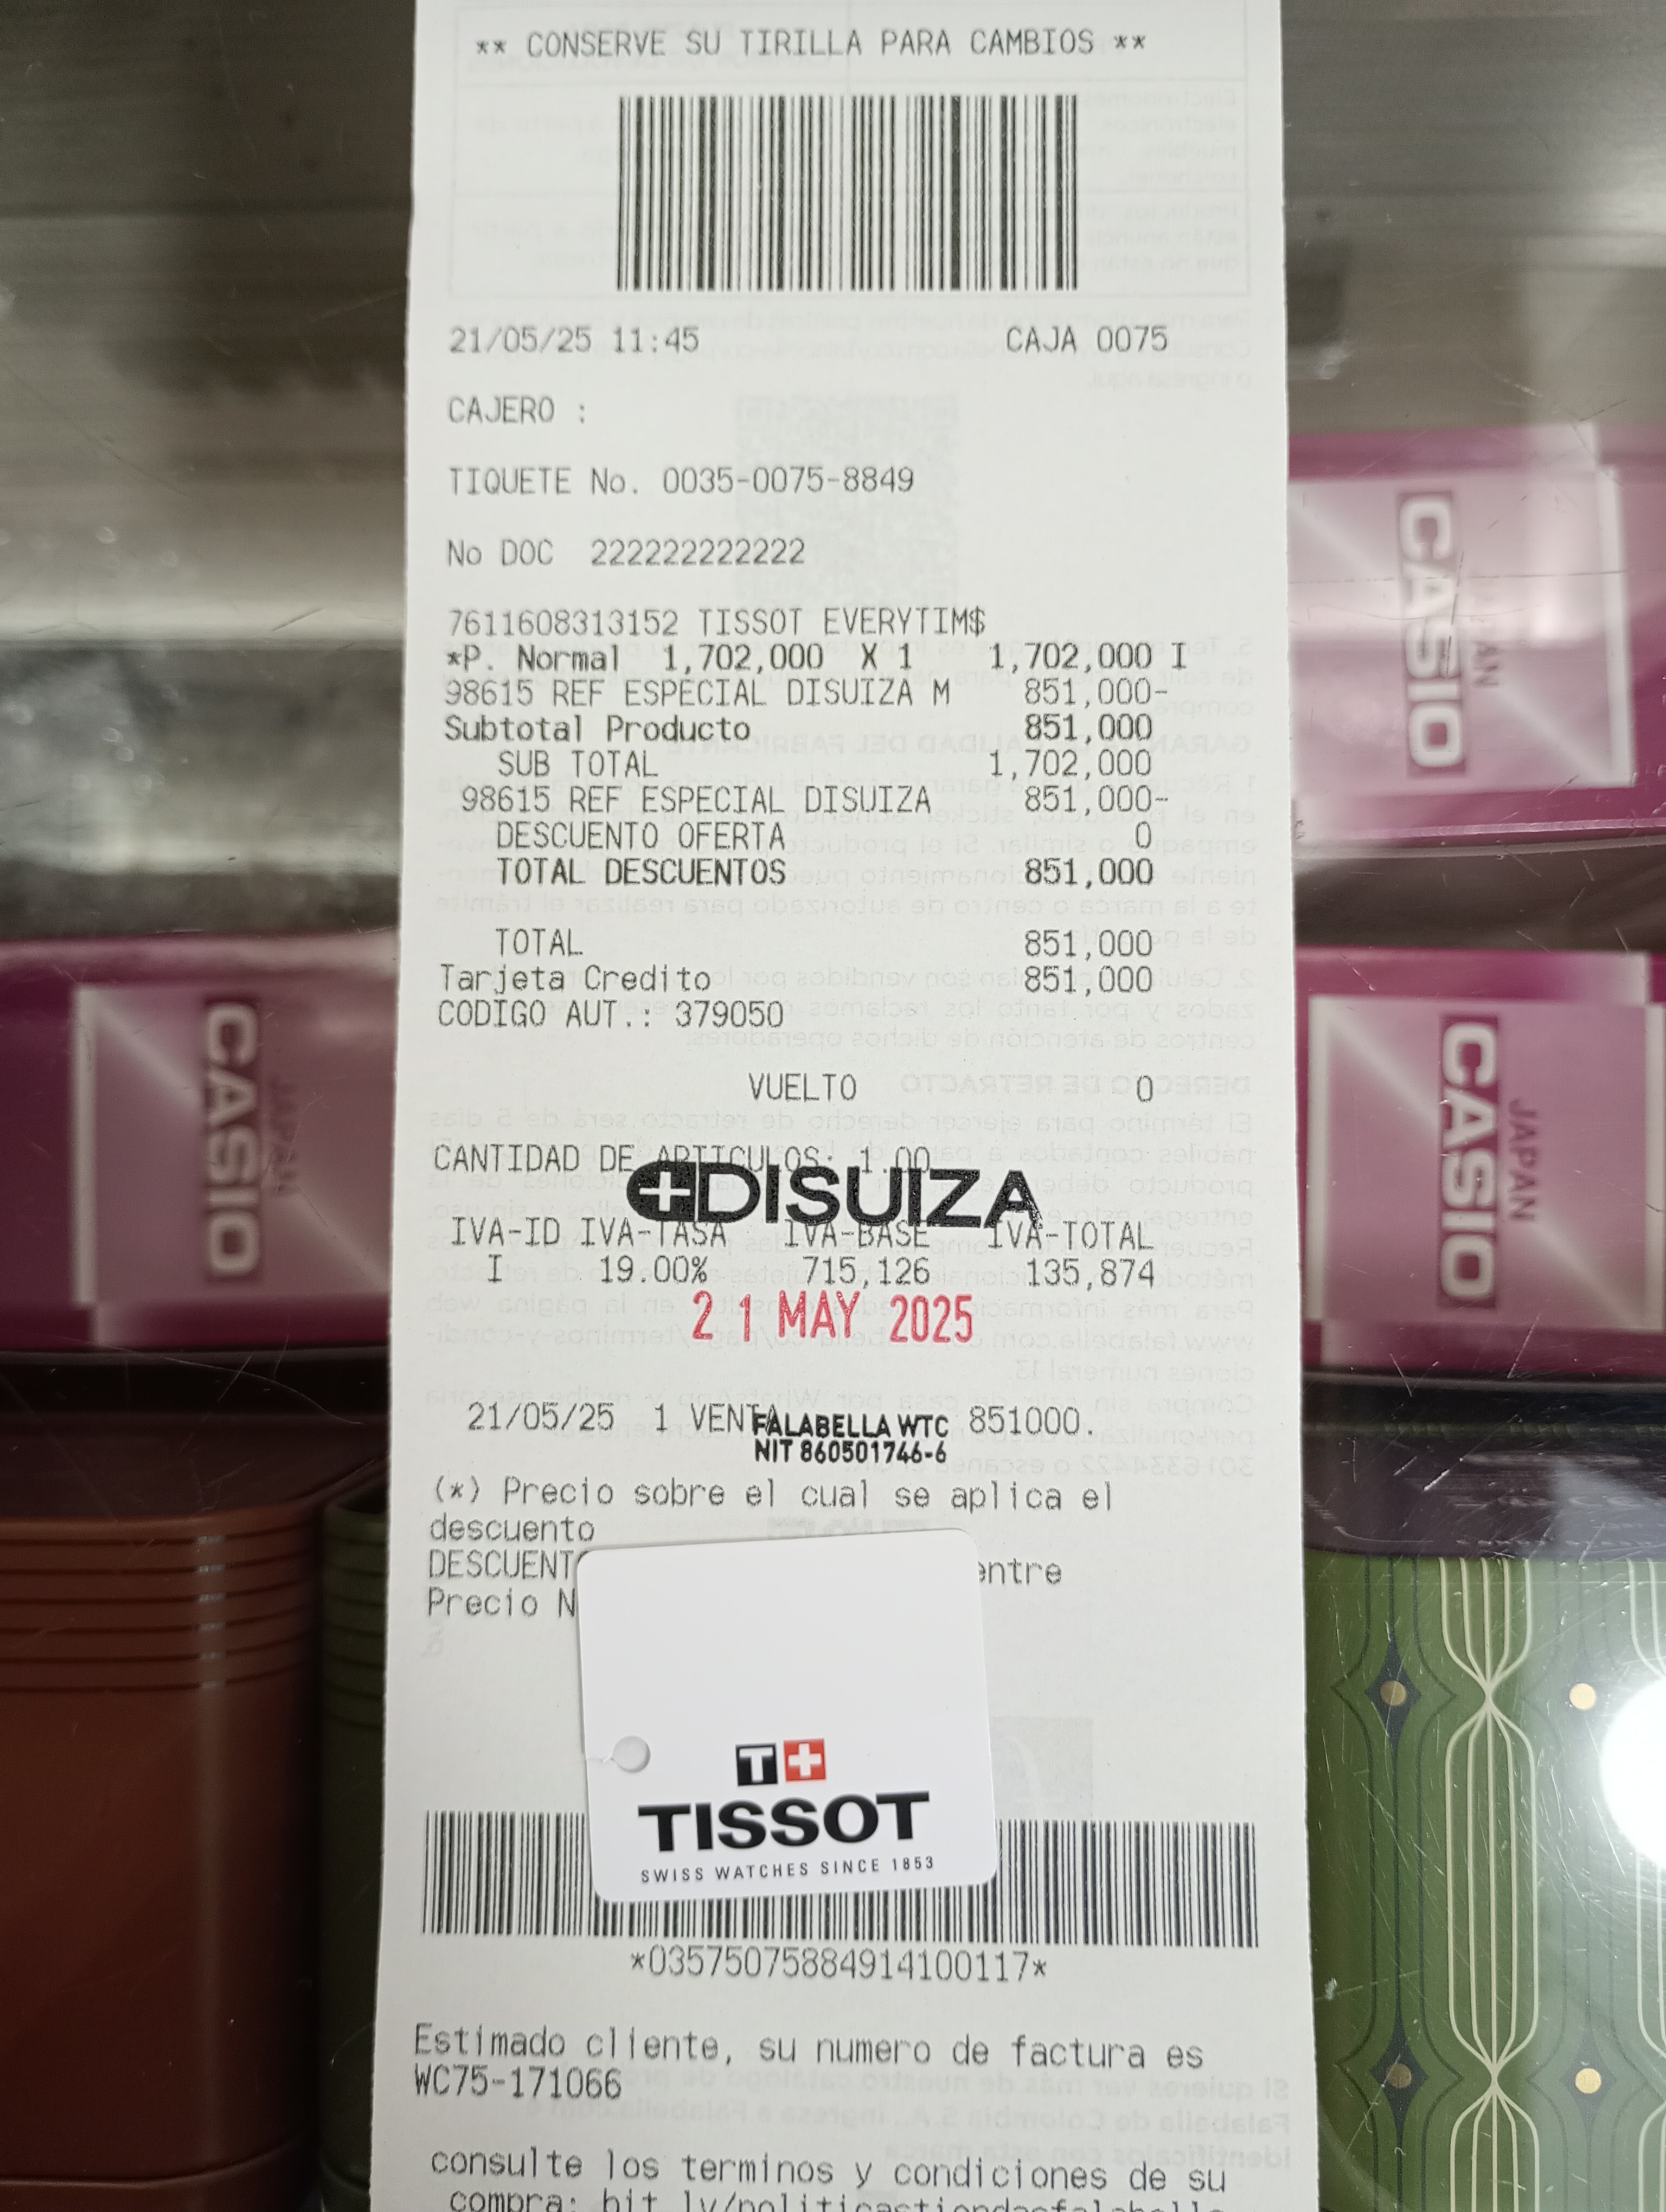 ** CONSERVE SU TIRILLA PARA CAMBIOS **
21/05/25 11:45 CAJA 0075
CAJERO :
TIQUETE No. 0035-0075-8849
No DOC 222222222222
7611608313152 TISSOT EVERYTIM$
*P. Normal 1,702,000 X 1 1,702,000 I
98615 REF ESPECIAL DISUIZA M 851,000-
Subtotal Producto 851,000
SUB TOTAL 1,702,000
98615 REF ESPECIAL DISUIZA 851,000-
DESCUENTO OFERTA 0
TOTAL DESCUENTOS 851,000
TOTAL 851,000
Tarjeta Credito 851,000
CODIGO AUT.: 379050
VUELTO 0
CANTIDAD DE ARTICULOS: 1.00
DISUIZA
IVA-ID IVA-TASA IVA-BASE IVA-TOTAL
I 19.00% 715,126 135,874
21 MAY 2025
21/05/25 1 VENTA 851000.
FALABELLA WTC
NIT 860501746-6
(*) Precio sobre el cual se aplica el
descuento
DESCUENT entre
Precio N
T+
TISSOT
SWISS WATCHES SINCE 1853
*03575075884914100117*
Estimado cliente, su numero de factura es
WC75-171066
consulte los terminos y condiciones de su
compra: bit.ly/politicastiendasfalabella
CASIO
JAPAN
CASIO
JAPAN
CASIO
JAPAN